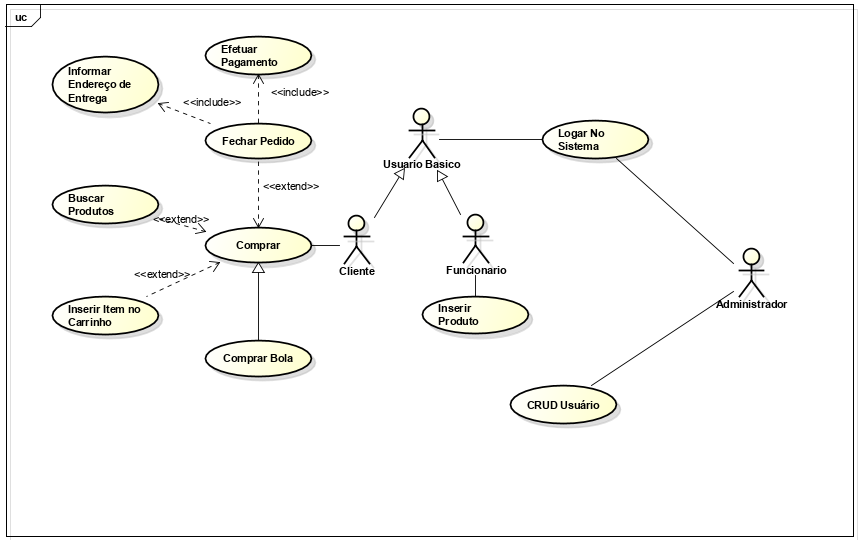 uc
Efetuar
Pagamento
Informar
Endereço de
Entrega
<<include>>
<<include>>
Fechar Pedido
Usuario Basico
Logar No
Sistema
<<extend>>
Buscar
Produtos
<<extend>>
Comprar
Cliente
Funcionario
<<extend>>
Inserir Item no
Carrinho
Inserir
Produto
Administrador
Comprar Bola
CRUD Usuário